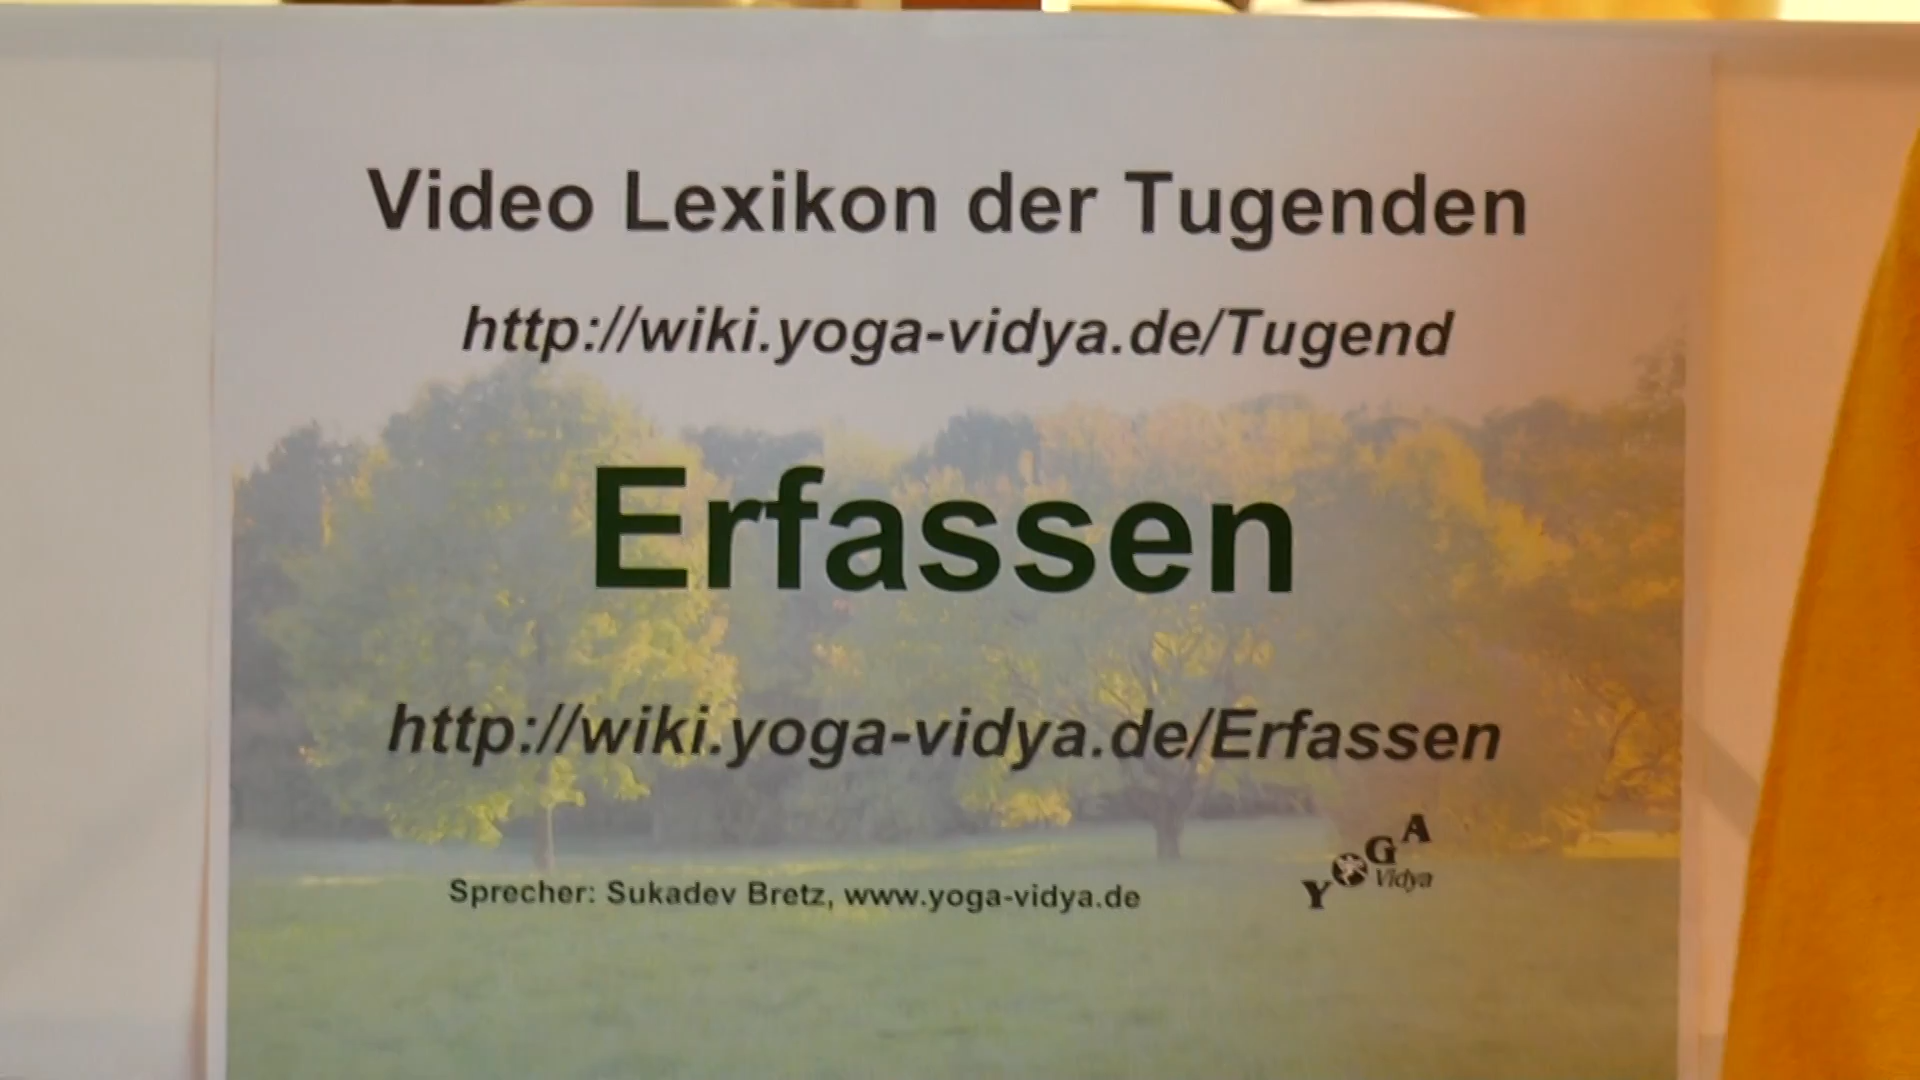 Video Lexikon der Tugenden
http://wiki.yoga-vidya.de/Tugend
Erfassen
http://wiki.yoga-vidya.de/Erfassen
Sprecher: Sukadev Bretz, www.yoga-vidya.de
YOGA
Vidya